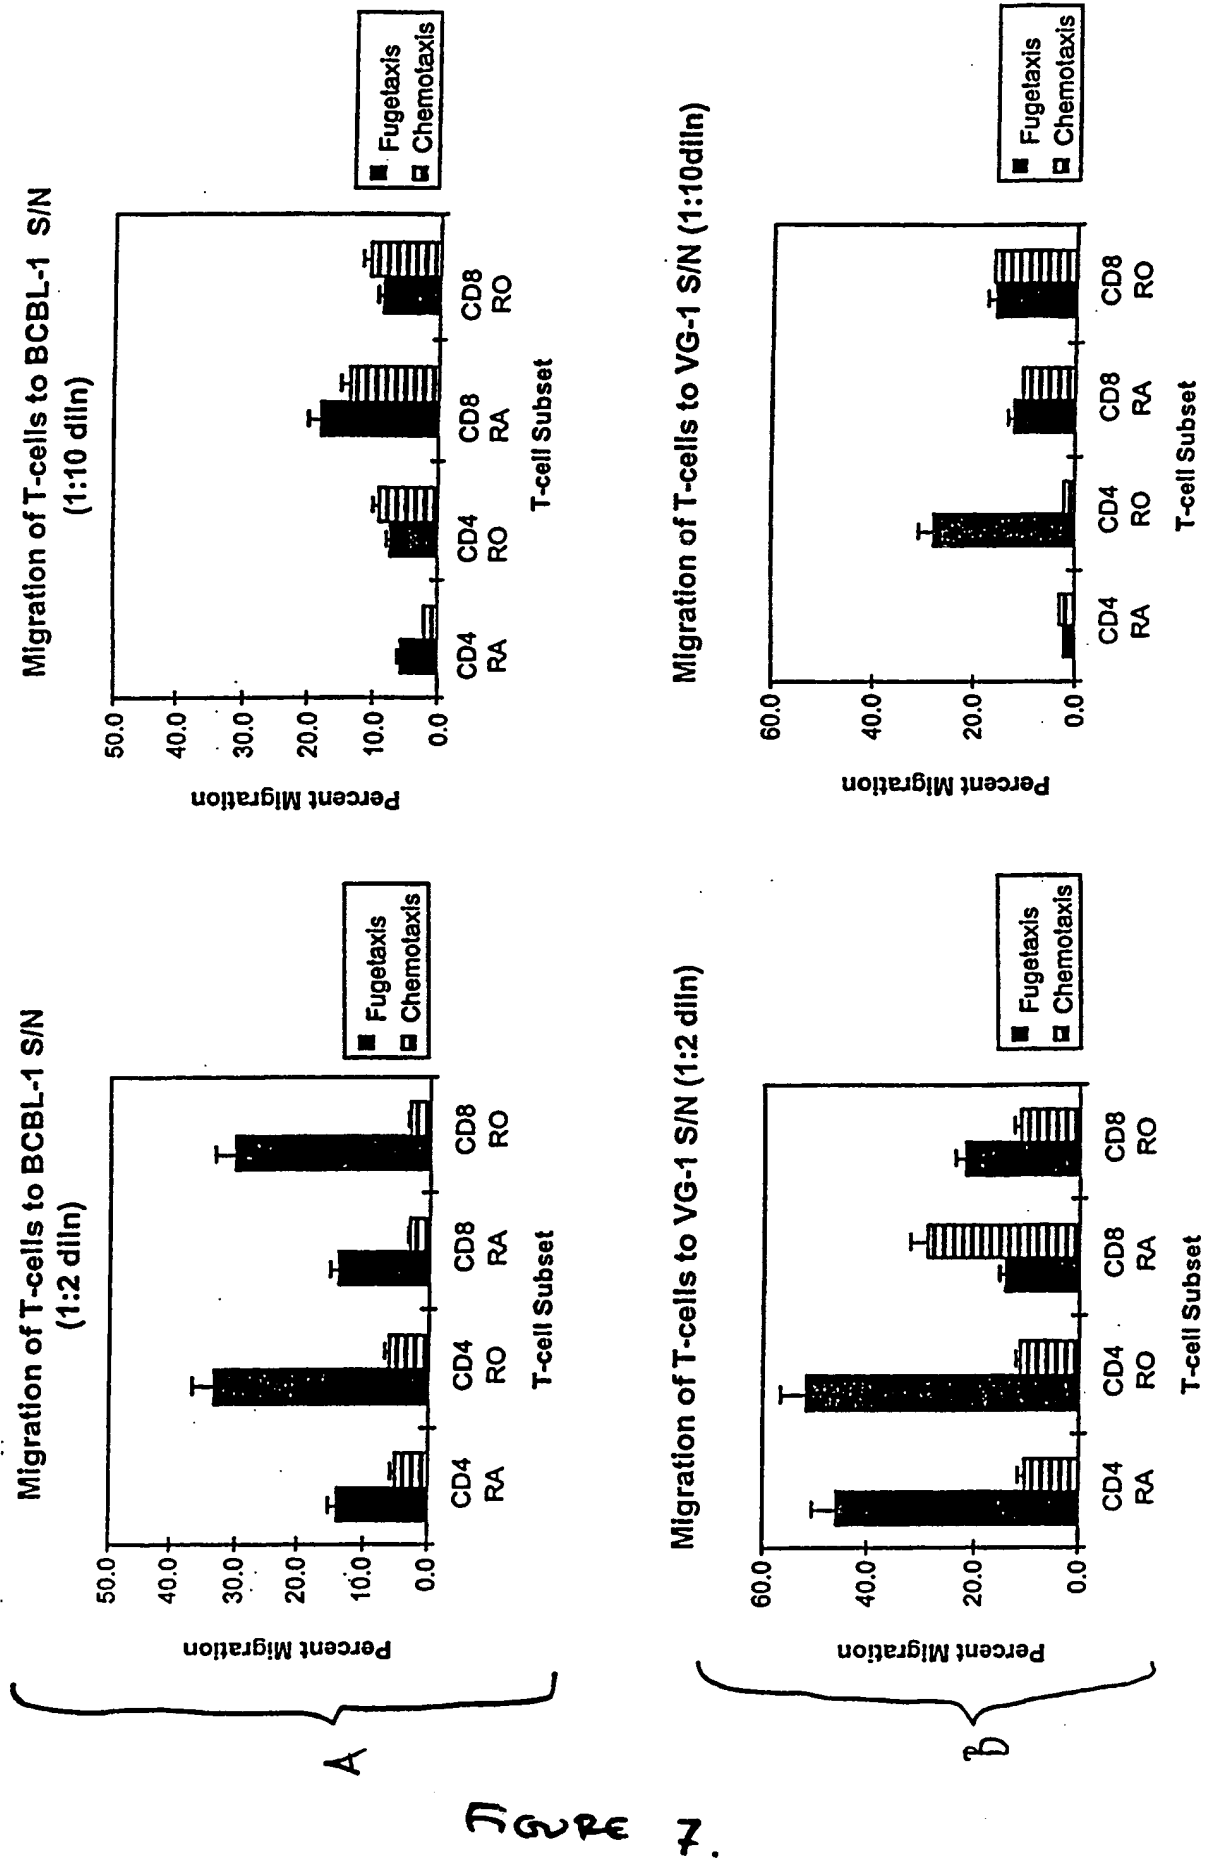 Migration of T-cells to BCBL-1 S/N
(1:2 diln)
Percent Migration
50.0
40.0
30.0
20.0
10.0
0.0
CD4 CD4 CD8 CD8
RA RO RA RO
T-cell Subset
Fugetaxis
Chemotaxis
Migration of T-cells to BCBL-1 S/N
(1:10 diln)
Percent Migration
50.0
40.0
30.0
20.0
10.0
0.0
CD4 CD4 CD8 CD8
RA RO RA RO
T-cell Subset
Fugetaxis
Chemotaxis
A
Migration of T-cells to VG-1 S/N (1:2 diln)
Percent Migration
60.0
40.0
20.0
0.0
CD4 CD4 CD8 CD8
RA RO RA RO
T-cell Subset
Fugetaxis
Chemotaxis
Migration of T-cells to VG-1 S/N (1:10diln)
Percent Migration
60.0
40.0
20.0
0.0
CD4 CD4 CD8 CD8
RA RO RA RO
T-cell Subset
Fugetaxis
Chemotaxis
B
FIGURE 7.